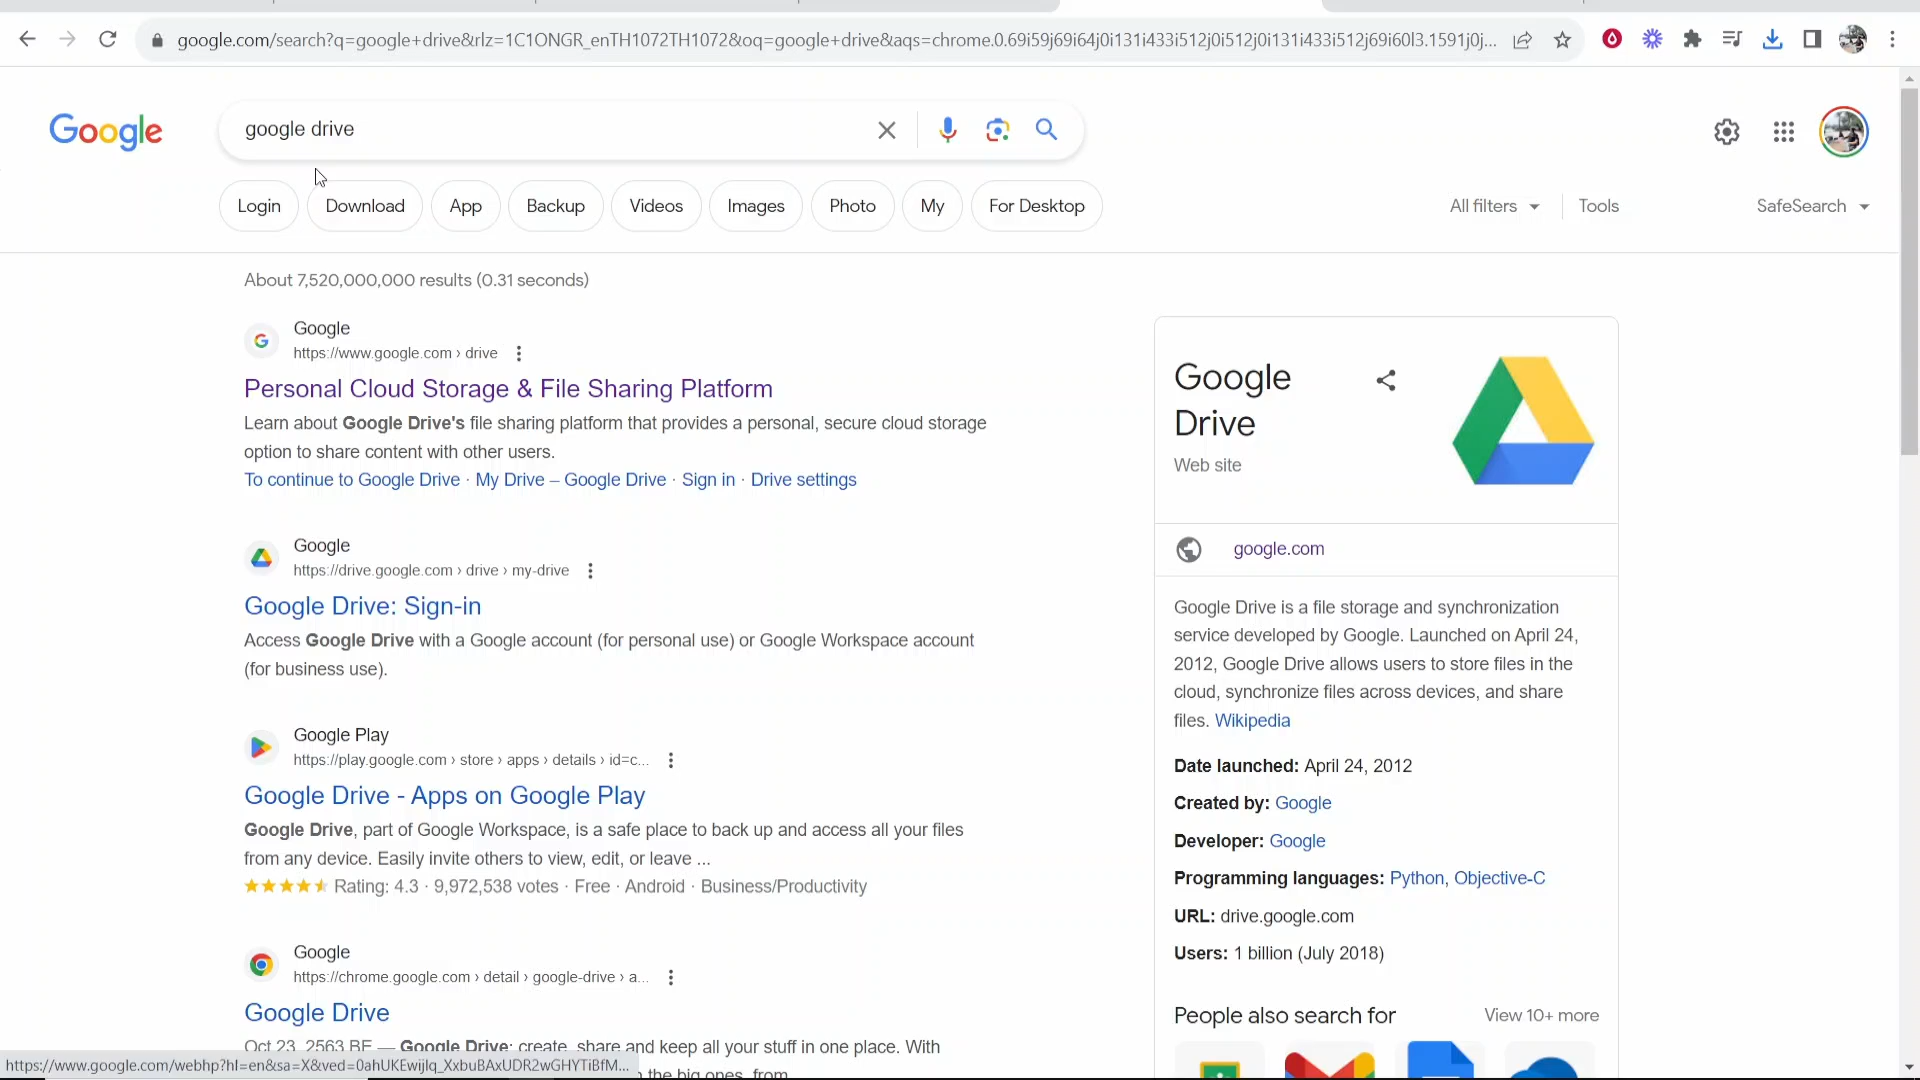 google.com/search?q=google+drive&rlz=1C1ONGR_enTH1072TH1072&oq=google+drive&aqs=chrome.0.69i59j69i64j0i131i433i512j0i512j0i131i433i512j69i60l3.1591j0j...
Google
google drive
Login
Download
App
Backup
Videos
Images
Photo
My
For Desktop
All filters
Tools
SafeSearch
About 7,520,000,000 results (0.31 seconds)
Google
https://www.google.com › drive
Personal Cloud Storage & File Sharing Platform
Learn about Google Drive's file sharing platform that provides a personal, secure cloud storage
option to share content with other users.
To continue to Google Drive · My Drive – Google Drive · Sign in · Drive settings
Google
https://drive.google.com › drive › my-drive
Google Drive: Sign-in
Access Google Drive with a Google account (for personal use) or Google Workspace account
(for business use).
Google Play
https://play.google.com › store › apps › details › id=c...
Google Drive - Apps on Google Play
Google Drive, part of Google Workspace, is a safe place to back up and access all your files
from any device. Easily invite others to view, edit, or leave ...
Rating: 4.3 · 9,972,538 votes · Free · Android · Business/Productivity
Google
https://chrome.google.com › detail › google-drive › a...
Google Drive
Oct 23, 2563 BE — Google Drive: create, share and keep all your stuff in one place. With
the big ones, from
https://www.google.com/webhp?hl=en&sa=X&ved=0ahUKEwijlq_XxbuBAxUDR2wGHYTiBfM...
Google
Drive
Web site
google.com
Google Drive is a file storage and synchronization
service developed by Google. Launched on April 24,
2012, Google Drive allows users to store files in the
cloud, synchronize files across devices, and share
files. Wikipedia
Date launched: April 24, 2012
Created by: Google
Developer: Google
Programming languages: Python, Objective-C
URL: drive.google.com
Users: 1 billion (July 2018)
People also search for
View 10+ more